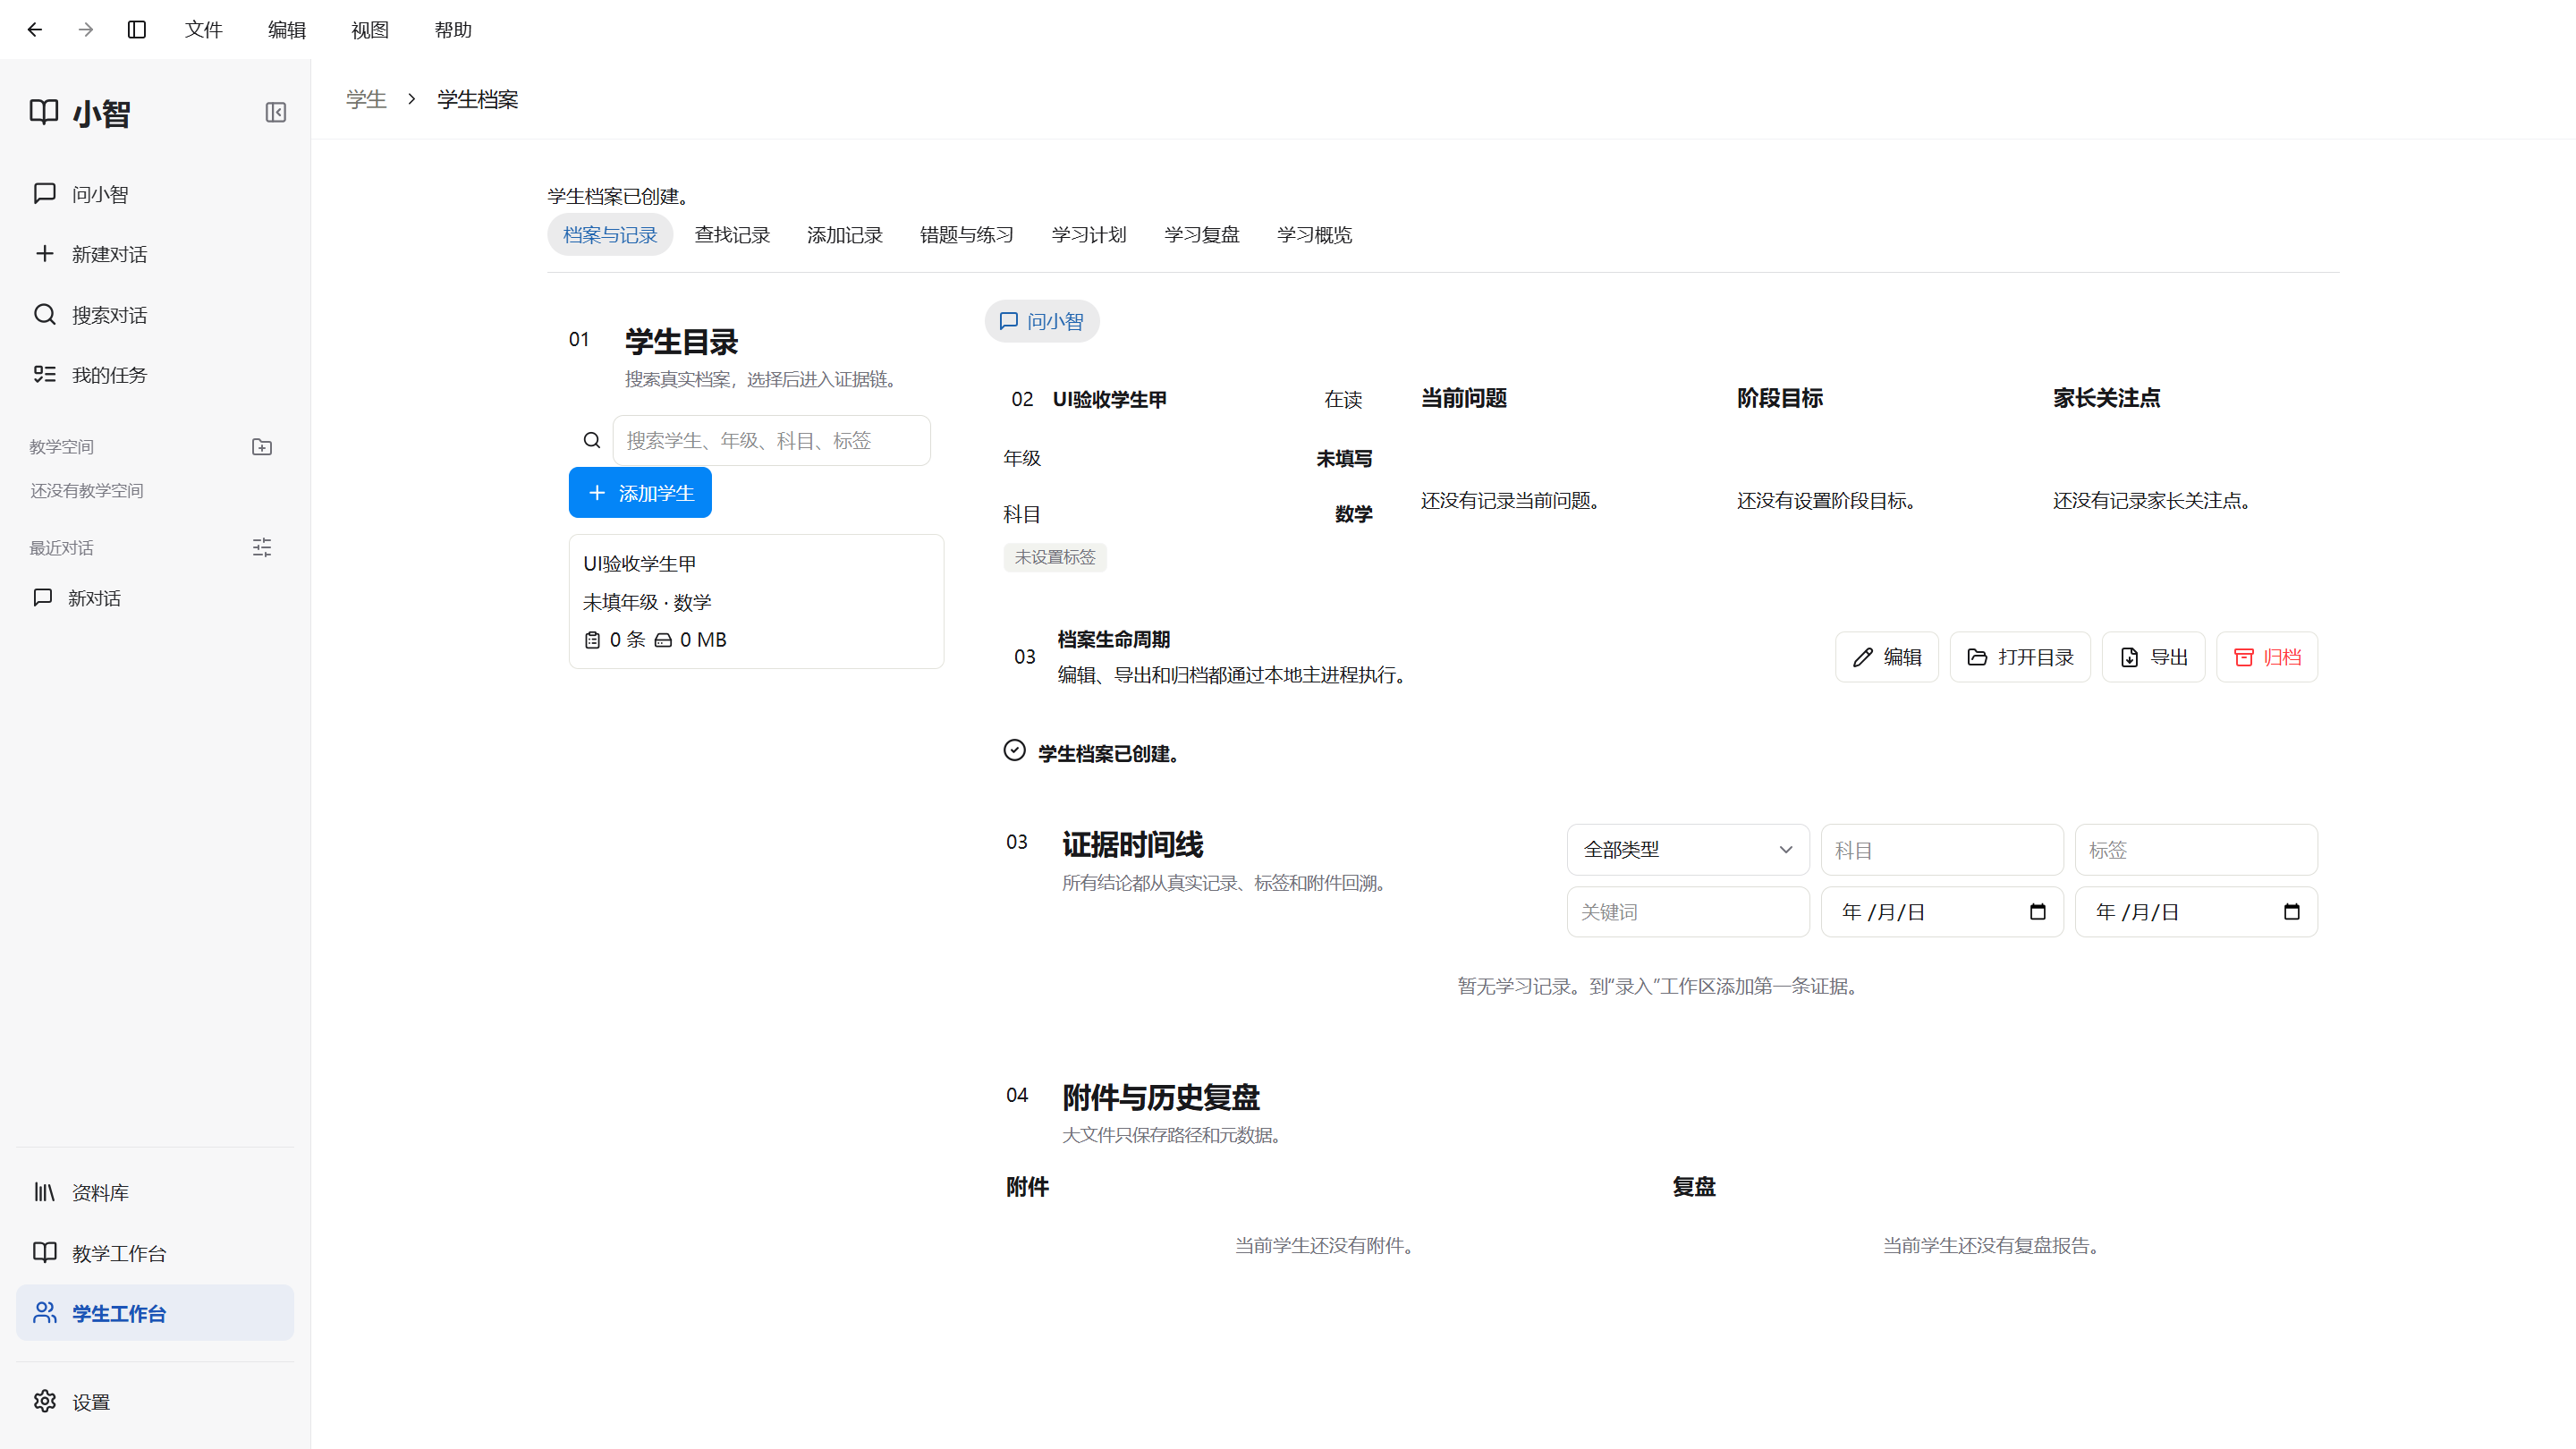 文件 编辑 视图 帮助
小智
问小智
新建对话
搜索对话
我的任务
教学空间
还没有教学空间
最近对话
新对话
资料库
教学工作台
学生工作台
设置
学生 > 学生档案
学生档案已创建。
档案与记录 查找记录 添加记录 错题与练习 学习计划 学习复盘 学习概览
01 学生目录
搜索真实档案，选择后进入证据链。
搜索学生、年级、科目、标签
添加学生
UI验收学生甲
未填年级 · 数学
0 条 0 MB
问小智
02 UI验收学生甲 在读
年级 未填写
科目 数学
未设置标签
当前问题
还没有记录当前问题。
阶段目标
还没有设置阶段目标。
家长关注点
还没有记录家长关注点。
03 档案生命周期
编辑、导出和归档都通过本地主进程执行。
编辑 打开目录 导出 归档
学生档案已创建。
03 证据时间线
所有结论都从真实记录、标签和附件回溯。
全部类型 科目 标签
关键词 年 /月/日 年 /月/日
暂无学习记录。到“录入”工作区添加第一条证据。
04 附件与历史复盘
大文件只保存路径和元数据。
附件
当前学生还没有附件。
复盘
当前学生还没有复盘报告。